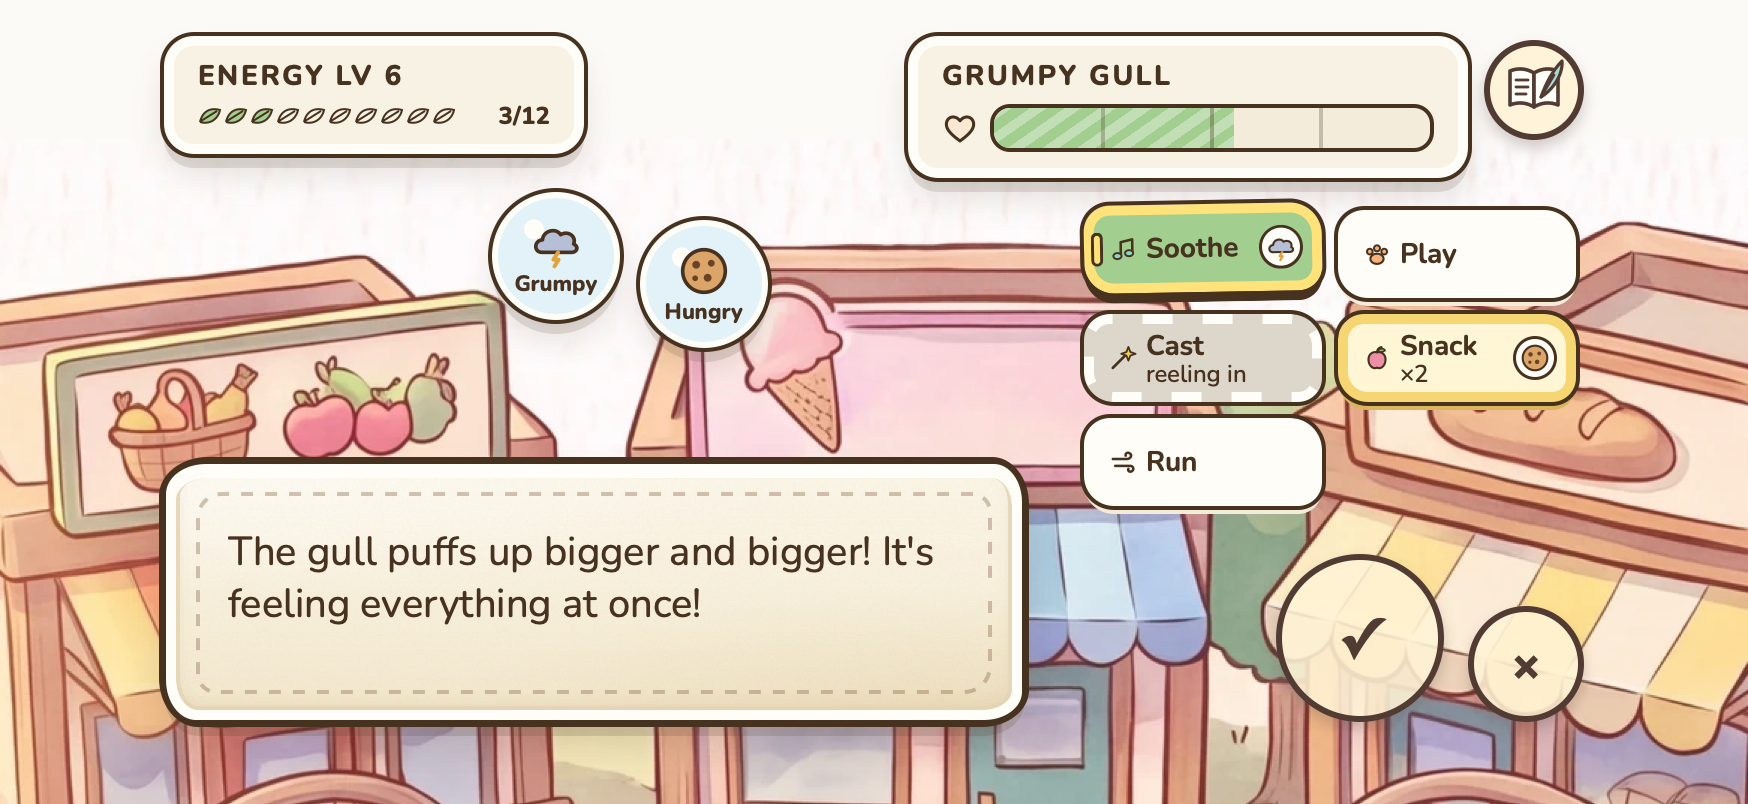 ENERGY LV 6
3/12
GRUMPY GULL
Grumpy
Hungry
Soothe
Play
Cast
reeling in
Snack
×2
Run
The gull puffs up bigger and bigger! It's
feeling everything at once!